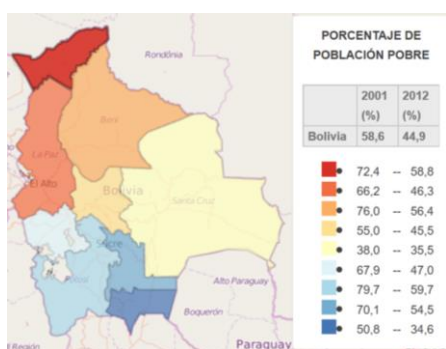 PORCENTAJE DE
POBLACIÓN POBRE
2001 2012
(%) (%)
Bolivia 58,6 44,9
72,4 -- 58,8
66,2 -- 46,3
76,0 -- 56,4
55,0 -- 45,5
38,0 -- 35,5
67,9 -- 47,0
79,7 -- 59,7
70,1 -- 54,5
50,8 -- 34,6
Rondônia
Beni
La Paz
El Alto
Bolivia
Santa Cruz
Sucre
Alto Paraguay
Boquerón
Paraguay